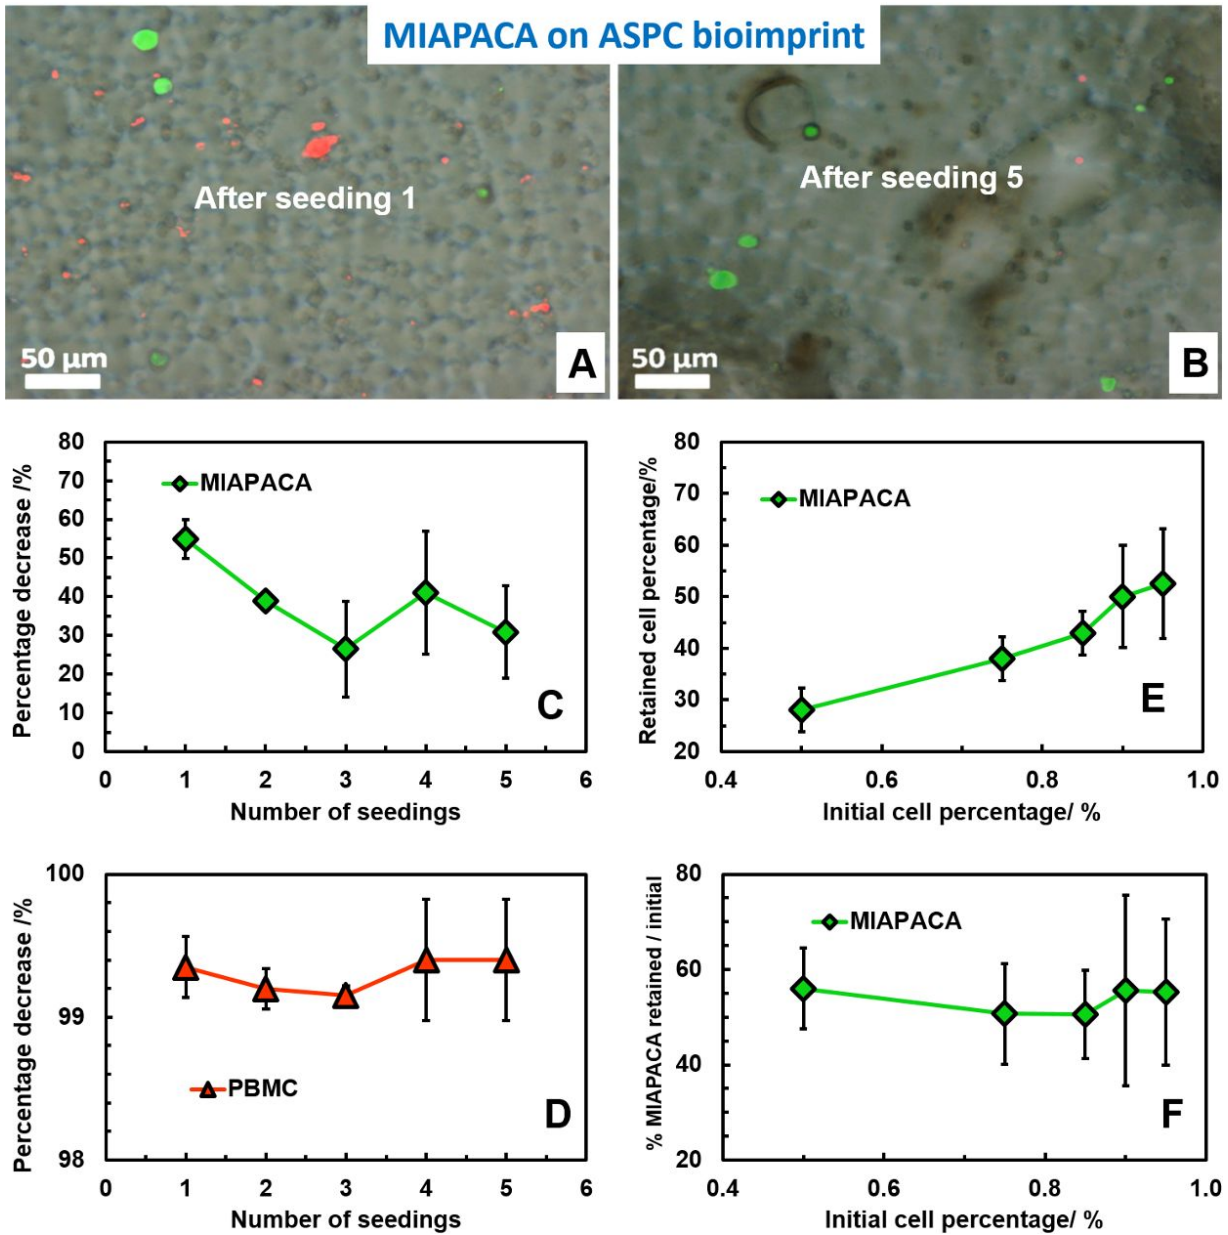 MIAPACA on ASPC bioimprint
After seeding 1
50 µm
A
After seeding 5
50 µm
B
80
70
60
50
40
30
20
10
0
Percentage decrease /%
MIAPACA
C
0 1 2 3 4 5 6
Number of seedings
80
70
60
50
40
30
20
Retained cell percentage/%
MIAPACA
E
0.4 0.6 0.8 1.0
Initial cell percentage/ %
100
99
98
Percentage decrease /%
PBMC
D
0 1 2 3 4 5 6
Number of seedings
80
60
40
20
% MIAPACA retained / initial
MIAPACA
F
0.4 0.6 0.8 1.0
Initial cell percentage/ %